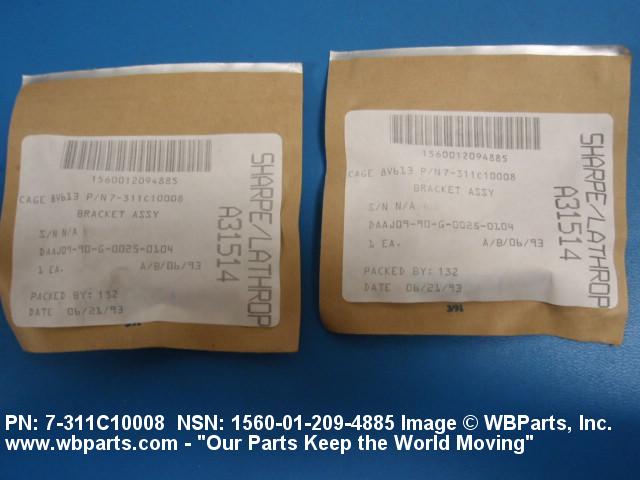 1560012094885
CAGE 8V613 P/N 7-311C10008
BRACKET ASSY
S/N N/A
DAAJ09-90-G-0025-0104
1 EA. A/B/06/93
PACKED BY: 132
DATE 06/21/93
SHARPE/LATHROP
A31514
1560012094885
CAGE 8V613 P/N 7-311C10008
BRACKET ASSY
S/N N/A
DAAJ09-90-G-0025-0104
1 EA. A/B/06/93
PACKED BY: 132
DATE 06/21/93
SHARPE/LATHROP
A31514
3/91
PN: 7-311C10008 NSN: 1560-01-209-4885 Image © WBParts, Inc.
www.wbparts.com - "Our Parts Keep the World Moving"